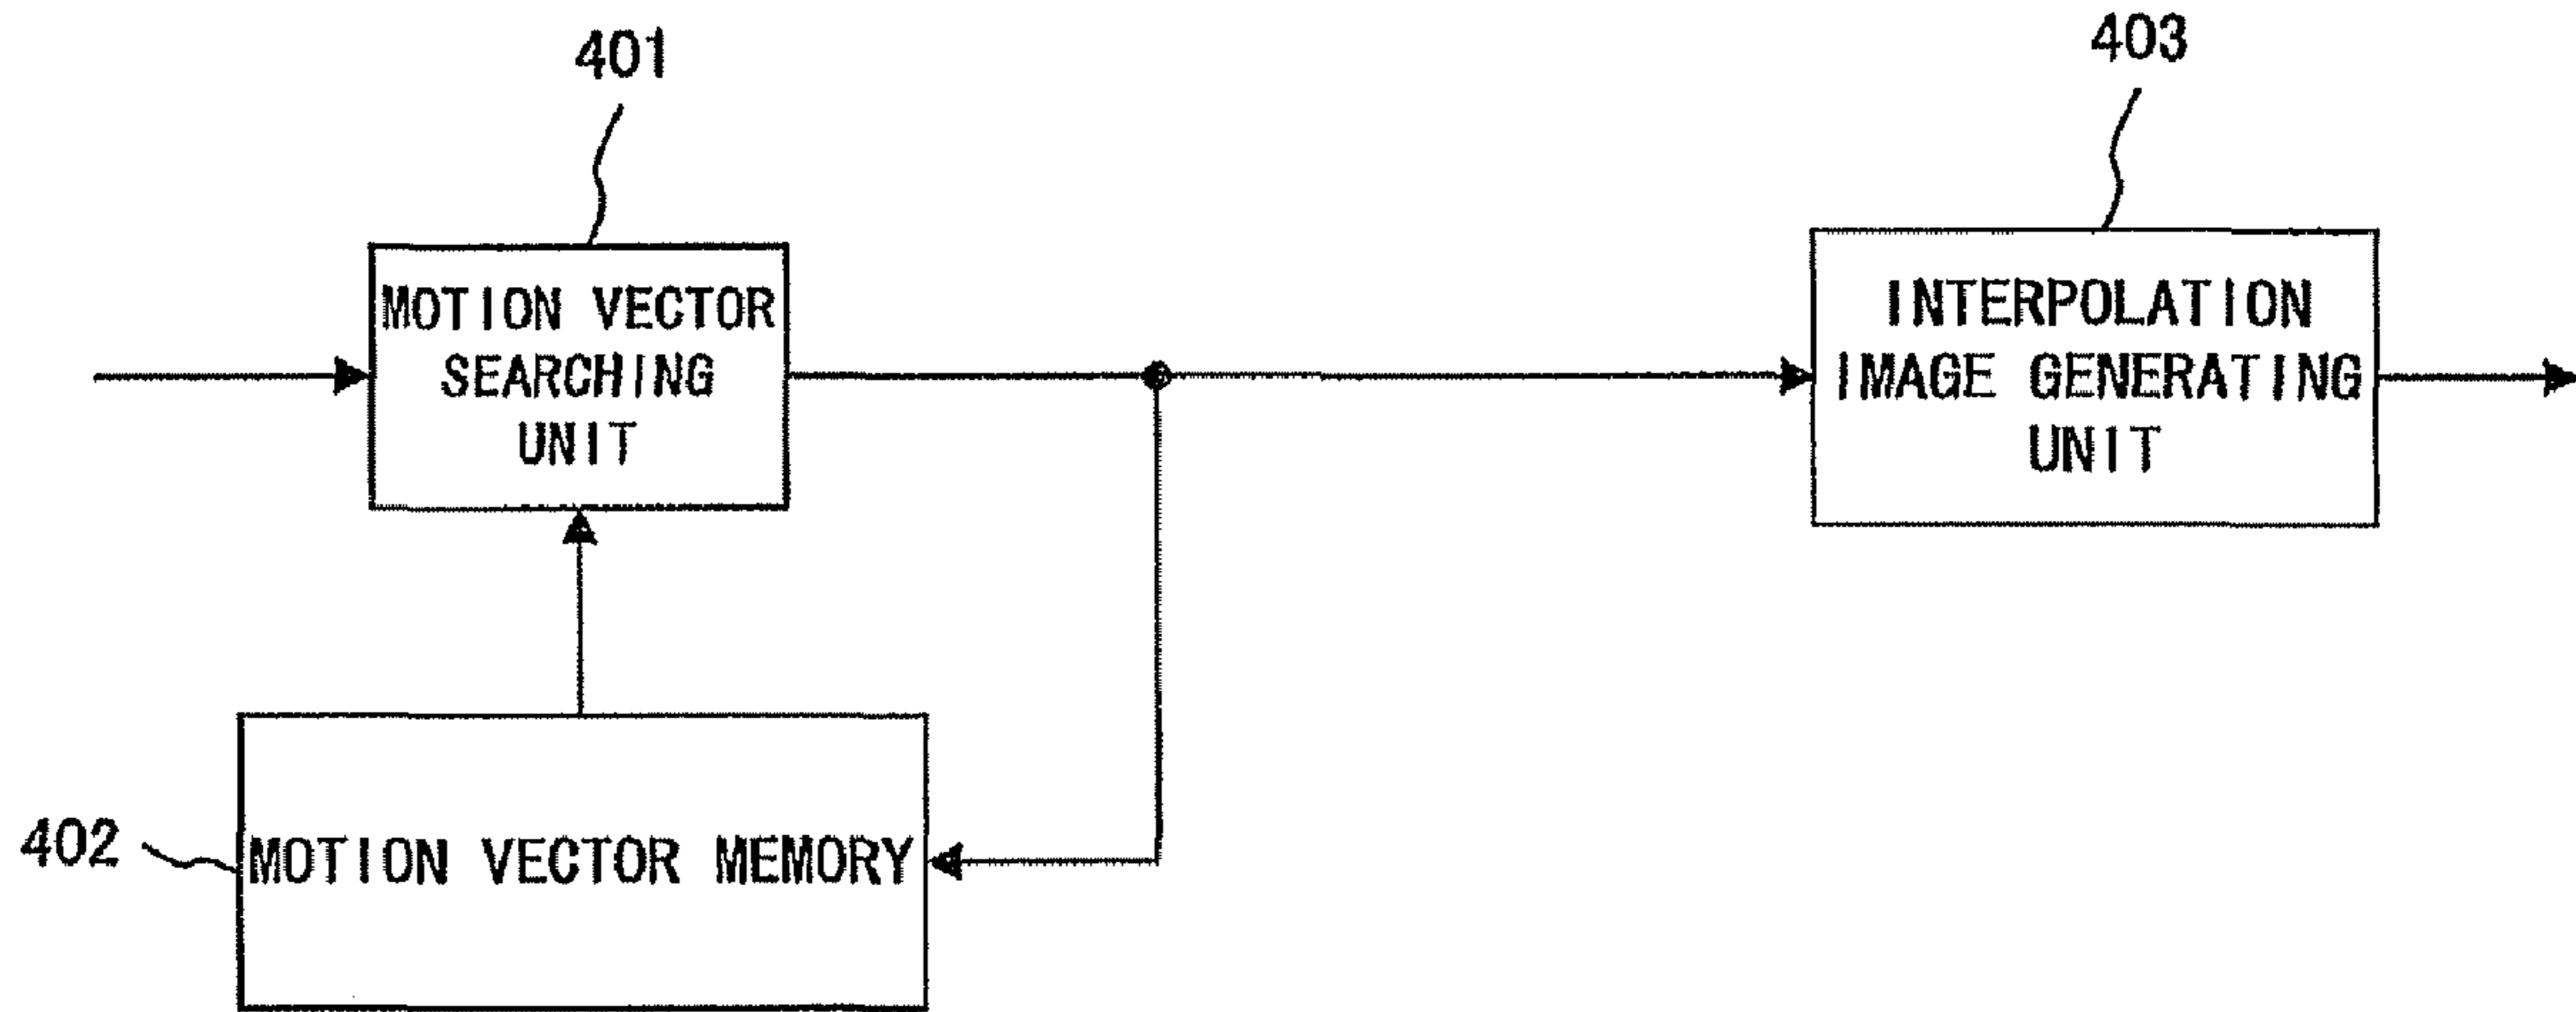 401
403
MOTION VECTOR
SEARCHING
UNIT
INTERPOLATION
IMAGE GENERATING
UNIT
402
MOTION VECTOR MEMORY